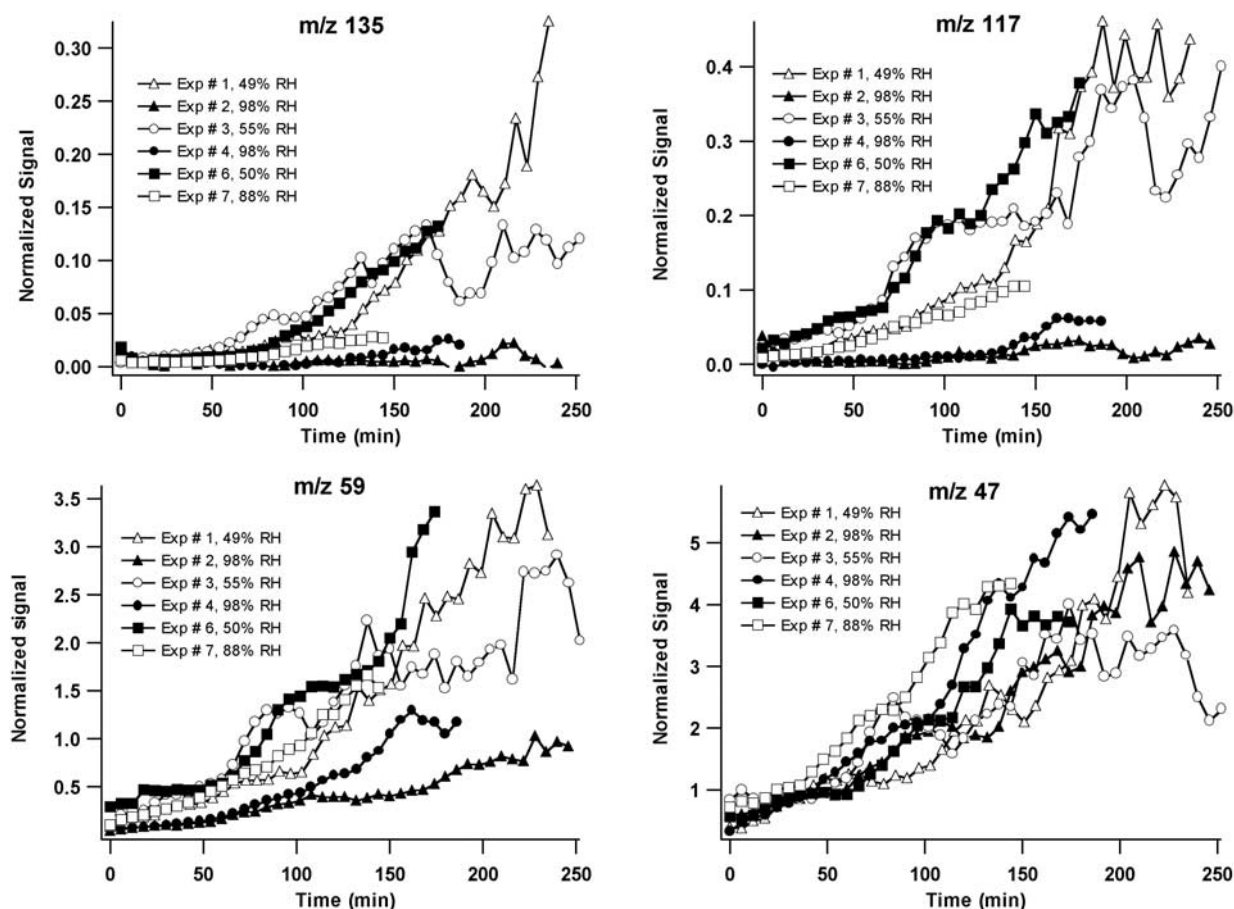 m/z 135
Normalized Signal
0.30
0.25
0.20
0.15
0.10
0.05
0.00
Exp # 1, 49% RH
Exp # 2, 98% RH
Exp # 3, 55% RH
Exp # 4, 98% RH
Exp # 6, 50% RH
Exp # 7, 88% RH
0 50 100 150 200 250
Time (min)
m/z 117
Normalized Signal
0.4
0.3
0.2
0.1
0.0
Exp # 1, 49% RH
Exp # 2, 98% RH
Exp # 3, 55% RH
Exp # 4, 98% RH
Exp # 6, 50% RH
Exp # 7, 88% RH
0 50 100 150 200 250
Time (min)
m/z 59
Normalized signal
3.5
3.0
2.5
2.0
1.5
1.0
0.5
Exp # 1, 49% RH
Exp # 2, 98% RH
Exp # 3, 55% RH
Exp # 4, 98% RH
Exp # 6, 50% RH
Exp # 7, 88% RH
0 50 100 150 200 250
Time (min)
m/z 47
Normalized signal
5
4
3
2
1
Exp # 1, 49% RH
Exp # 2, 98% RH
Exp # 3, 55% RH
Exp # 4, 98% RH
Exp # 6, 50% RH
Exp # 7, 88% RH
0 50 100 150 200 250
Time (min)